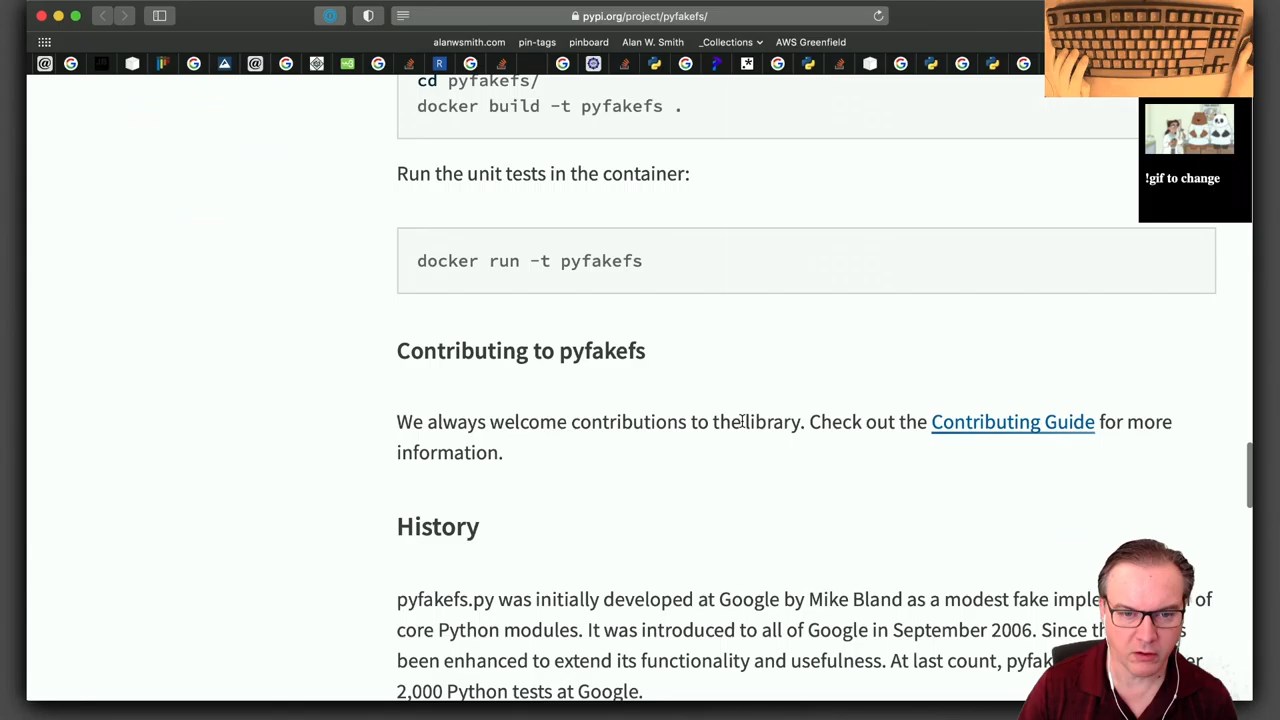 pypi.org/project/pyfakefs/
alanwsmith.com pin-tags pinboard Alan W. Smith _Collections AWS Greenfield
cd pyfakefs/
docker build -t pyfakefs .
!gif to change
Run the unit tests in the container:
docker run -t pyfakefs
Contributing to pyfakefs
We always welcome contributions to the library. Check out the Contributing Guide for more
information.
History
pyfakefs.py was initially developed at Google by Mike Bland as a modest fake imple of
core Python modules. It was introduced to all of Google in September 2006. Since th s
been enhanced to extend its functionality and usefulness. At last count, pyfak er
2,000 Python tests at Google.